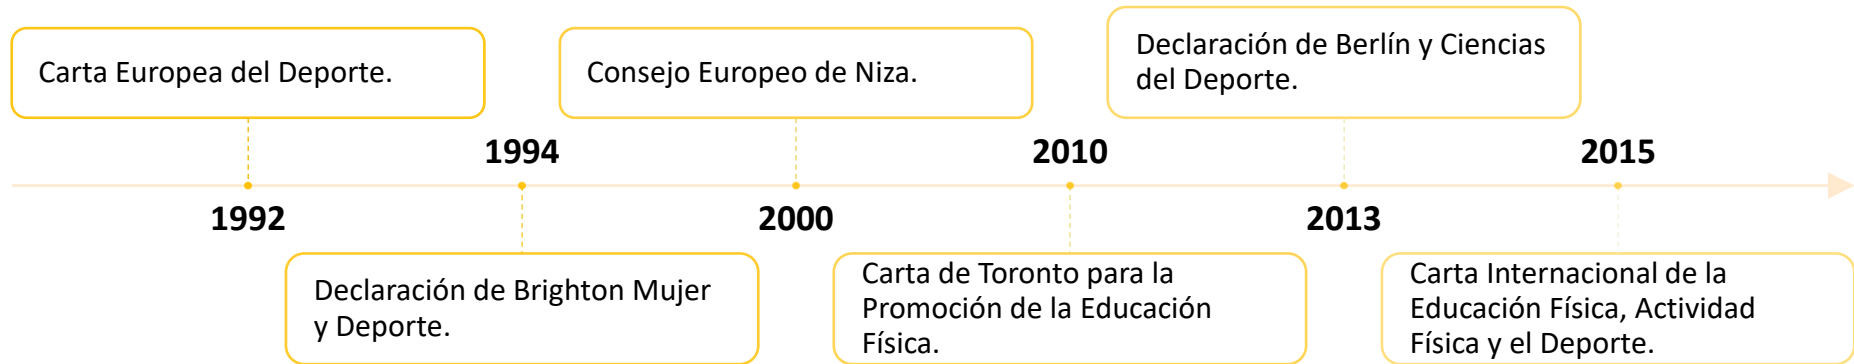 Carta Europea del Deporte.
1992
1994
Declaración de Brighton Mujer
y Deporte.
Consejo Europeo de Niza.
2000
2010
Carta de Toronto para la
Promoción de la Educación
Física.
Declaración de Berlín y Ciencias
del Deporte.
2013
2015
Carta Internacional de la
Educación Física, Actividad
Física y el Deporte.